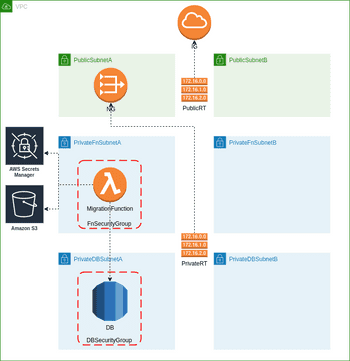 VPC
IG
PublicSubnetA
PublicSubnetB
172.16.0.0
172.16.1.0
172.16.2.0
NG
PublicRT
PrivateFnSubnetA
PrivateFnSubnetB
AWS Secrets
Manager
MigrationFunction
FnSecurityGroup
Amazon S3
172.16.0.0
172.16.1.0
172.16.2.0
PrivateRT
PrivateDBSubnetA
PrivateDBSubnetB
DB
DBSecurityGroup